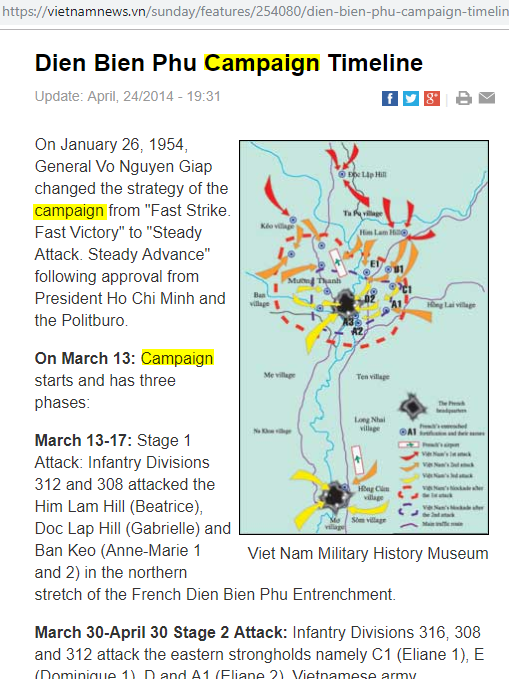 https://vietnamnews.vn/sunday/features/254080/dien-bien-phu-campaign-timelin
Dien Bien Phu Campaign Timeline
Update: April, 24/2014 - 19:31
On January 26, 1954,
General Vo Nguyen Giap
changed the strategy of the
campaign from "Fast Strike.
Fast Victory" to "Steady
Attack. Steady Advance"
following approval from
President Ho Chi Minh and
the Politburo.
On March 13: Campaign
starts and has three
phases:
March 13-17: Stage 1
Attack: Infantry Divisions
312 and 308 attacked the
Him Lam Hill (Beatrice),
Doc Lap Hill (Gabrielle) and
Ban Keo (Anne-Marie 1
and 2) in the northern
stretch of the French Dien Bien Phu Entrenchment.
March 30-April 30 Stage 2 Attack: Infantry Divisions 316, 308
and 312 attack the eastern strongholds namely C1 (Eliane 1), E
(Dominique 1), D and A1 (Eliane 2). Vietnamese army
Độc Lập Hill
Ta Pụ village
Kéo village
Him Lam Hill
E1
D1
Mường Thanh
C1
Ban
village
D2
A1
Hồng Lai village
A3
A2
Me village
Ten village
Long Nhai
village
Na Khoa village
Hồng Cúm
village
village
Sôm village
The French
headquarters
A1
French's entrenched
fortification and their names
French's airport
Việt Nam's 1st attack
Việt Nam's 2nd attack
Việt Nam's 3rd attack
Việt Nam's blockade after
the 1st attack
Việt Nam's blockade after
the 2nd attack
Main traffic route
Viet Nam Military History Museum